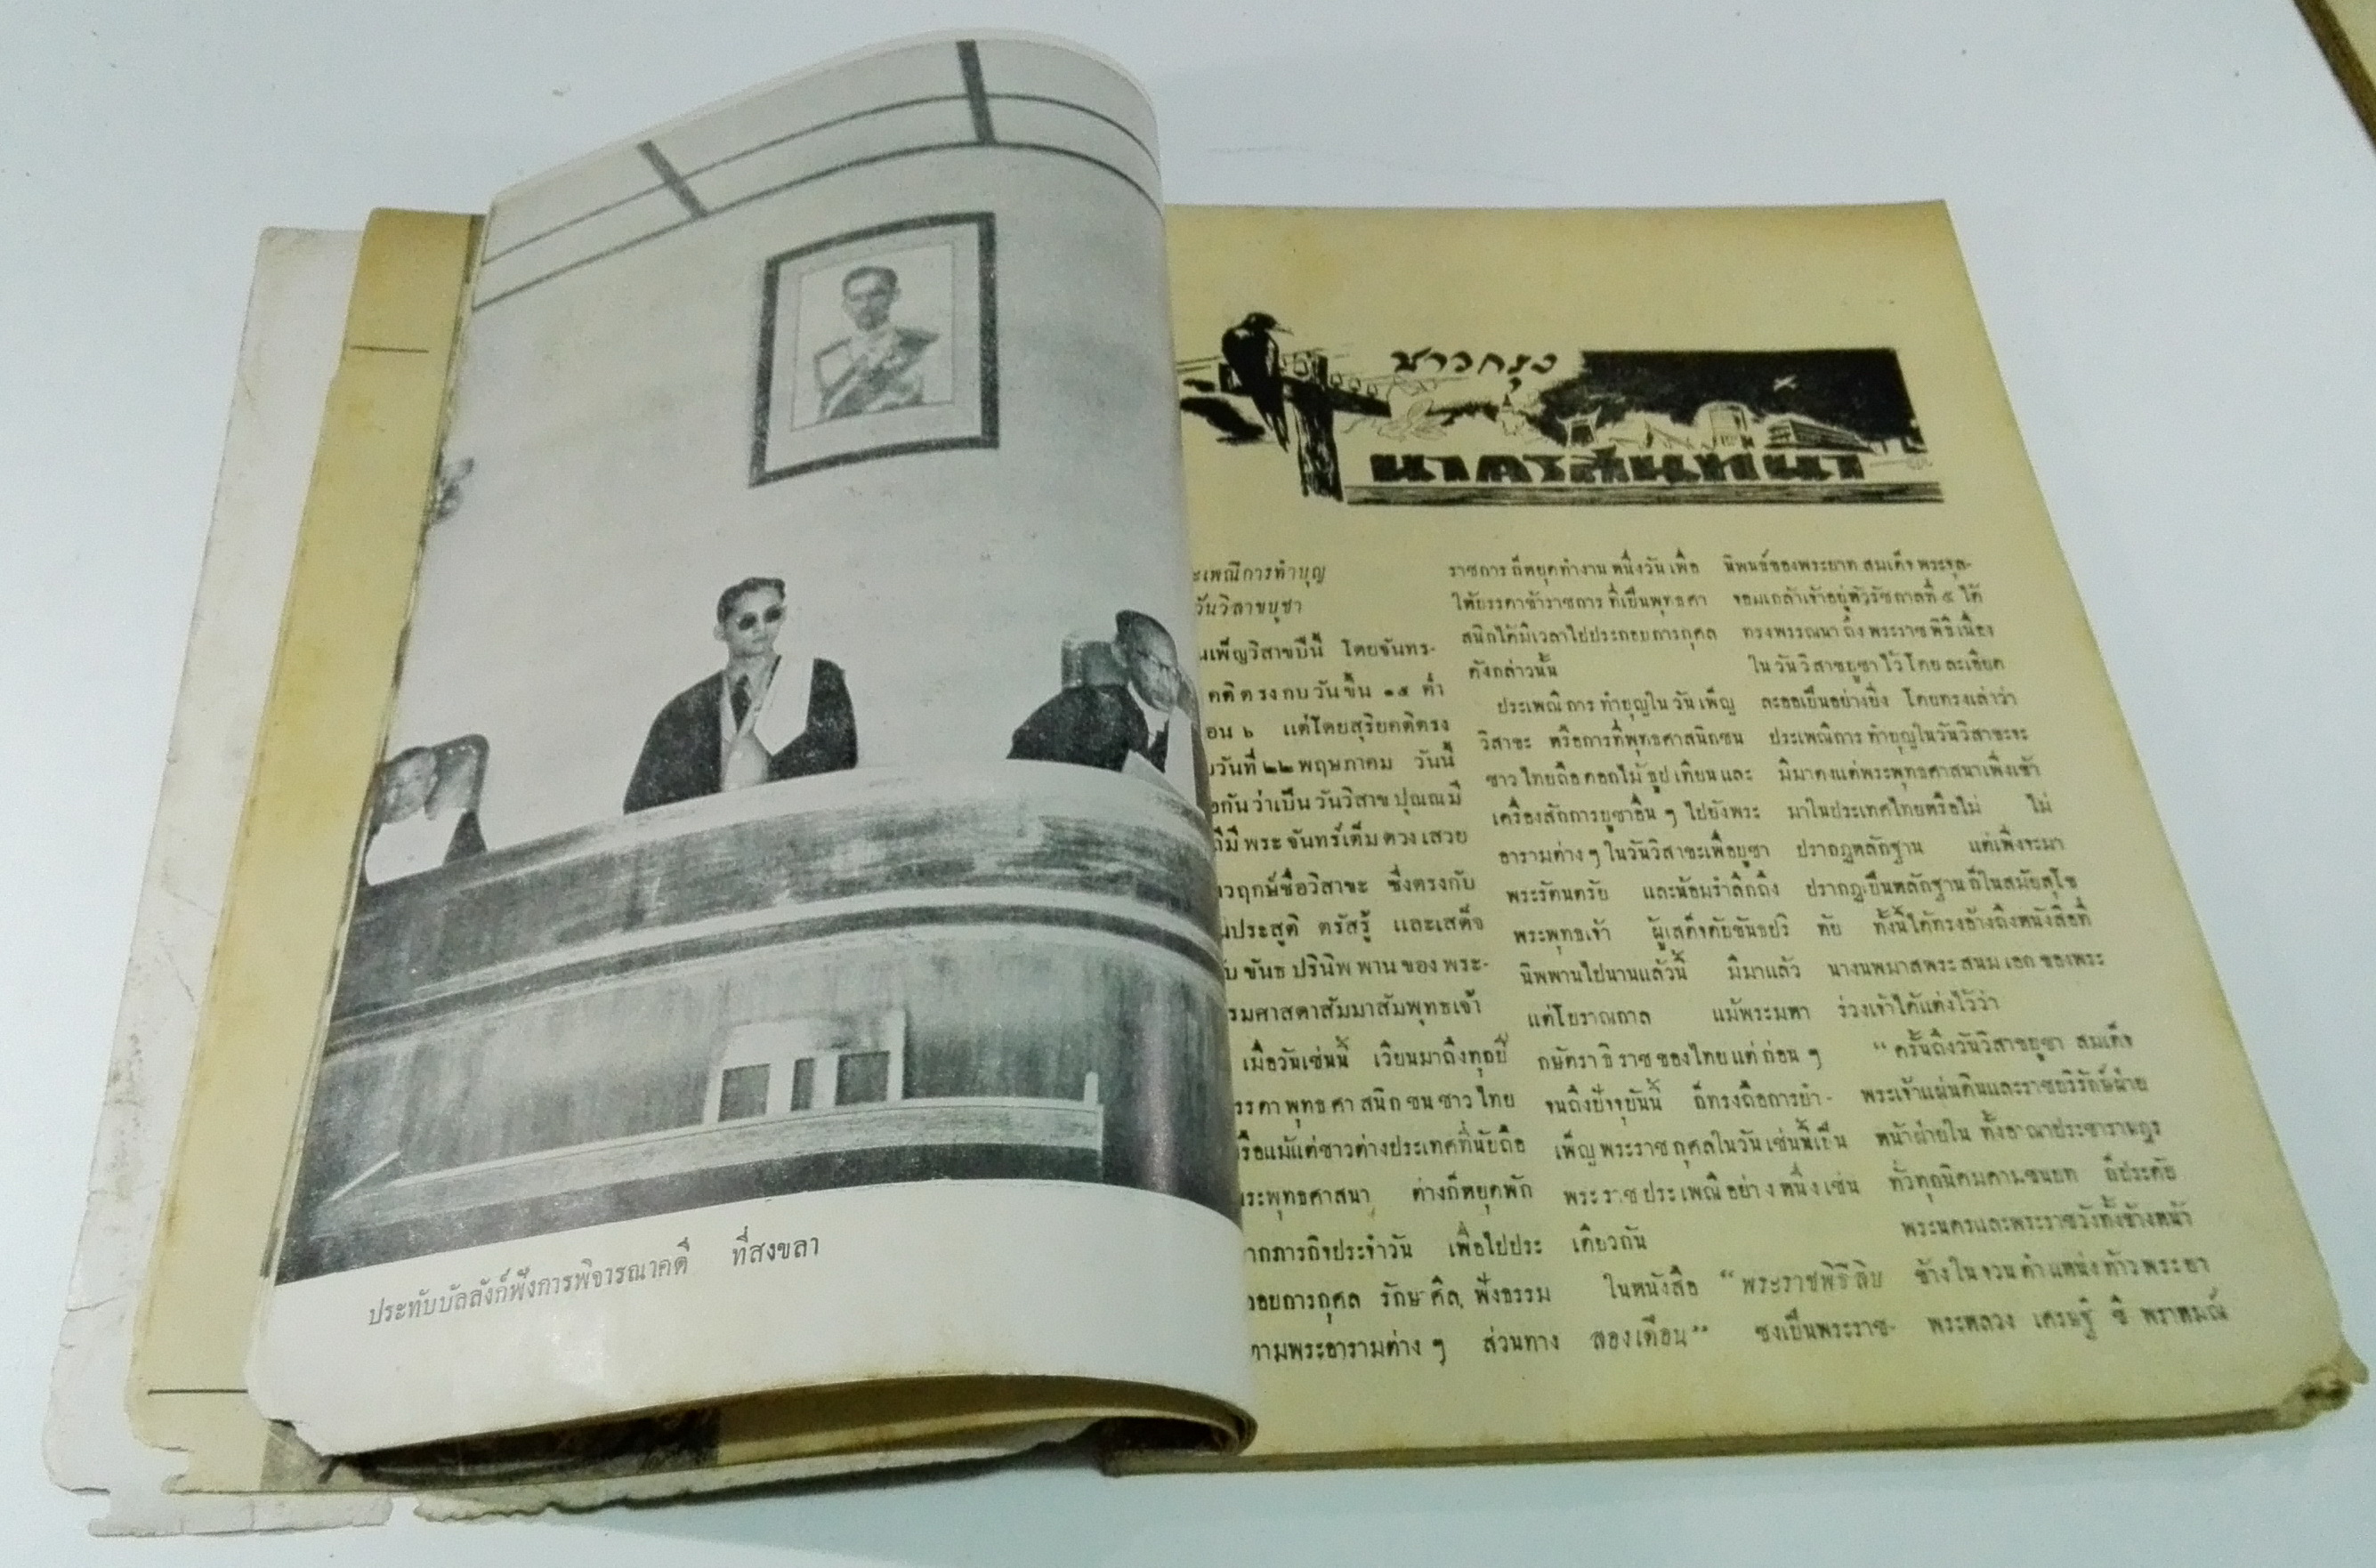 ประทับบัลลังก์ฟังการพิจารณาคดี ที่สงขลา
ชาวกรุง
นาครสนทนา
ะเพณีการทำบุญ
วันวิสาขบูชา
นเพ็ญวิสาขปีนี้ โดยจันทร-
คติตรงกับวันขึ้น ๑๕ ค่ำ
อน ๖ แต่โดยสุริยคติตรง
บวันที่ ๒๒ พฤษภาคม วันนี้
อกันว่าเป็นวันวิสาขปุณณมี
ถีมีพระจันทร์เต็มดวงเสวย
วฤกษ์ชื่อวิสาขะ ซึ่งตรงกับ
นประสูติ ตรัสรู้ และเสด็จ
ับขันธปรินิพพานของพระ-
รมศาสดาสัมมาสัมพุทธเจ้า
เมื่อวันเช่นนี้ เวียนมาถึงทุกปี
รรดาพุทธศาสนิกชนชาวไทย
รือแม้แต่ชาวต่างประเทศที่นับถือ
ระพุทธศาสนา ต่างก็หยุดพัก
ากภารกิจประจำวัน เพื่อไปประ
กอบการกุศล รักษาศีล ฟังธรรม
ตามพระอารามต่าง ๆ ส่วนทาง
ราชการ ก็หยุดทำงานหนึ่งวัน เพื่อ
ให้บรรดาข้าราชการ ที่เป็นพุทธศา
สนิกได้มีเวลาไปประกอบการกุศล
ดังกล่าวนั้น
ประเพณีการทำบุญในวันเพ็ญ
วิสาขะ หรือการที่พุทธศาสนิกชน
ชาวไทยถือดอกไม้ ธูป เทียน และ
เครื่องสักการบูชาอื่น ๆ ไปยังพระ
อารามต่าง ๆ ในวันวิสาขะเพื่อบูชา
พระรัตนตรัย และน้อมรำลึกถึง
พระพุทธเจ้า ผู้เสด็จดับขันธปริ
นิพพานไปนานแล้วนี้ มีมาแล้ว
แต่โบราณกาล แม้พระมหา
กษัตราธิราชของไทยแต่ก่อน ๆ
จนถึงปัจจุบันนี้ ก็ทรงถือการบำ-
เพ็ญพระราชกุศลในวันเช่นนี้เป็น
พระราชประเพณีอย่างหนึ่งเช่น
เดียวกัน
ในหนังสือ “พระราชพิธีสิบ
สองเดือน” ซึ่งเป็นพระราช-
นิพนธ์ของพระบาทสมเด็จพระจุล-
จอมเกล้าเจ้าอยู่หัวรัชกาลที่ ๕ ได้
ทรงพรรณนาถึงพระราชพิธีเนื่อง
ในวันวิสาขบูชาไว้โดยละเอียด
ละออเป็นอย่างยิ่ง โดยทรงเล่าว่า
ประเพณีการทำบุญในวันวิสาขะจะ
มีมาตั้งแต่พระพุทธศาสนาเพิ่งเข้า
มาในประเทศไทยหรือไม่ ไม่
ปรากฏหลักฐาน แต่เพิ่งจะมา
ปรากฏเป็นหลักฐานก็ในสมัยสุโข
ทัย ทั้งนี้ได้ทรงอ้างถึงหนังสือที่
นางนพมาศพระสนมเอกของพระ
ร่วงเจ้าได้แต่งไว้ว่า
“ครั้นถึงวันวิสาขบูชา สมเด็จ
พระเจ้าแผ่นดินและราชบริรักษ์ฝ่าย
หน้าฝ่ายใน ทั้งอาณาประชาราษฎร
ทั่วทุกนิคมคามชนบท ก็ประดับ
พระนครและพระราชวังทั้งข้างหน้า
ข้างในจวนตำแหน่งท้าวพระยา
พระหลวง เศรษฐี ชี พราหมณ์